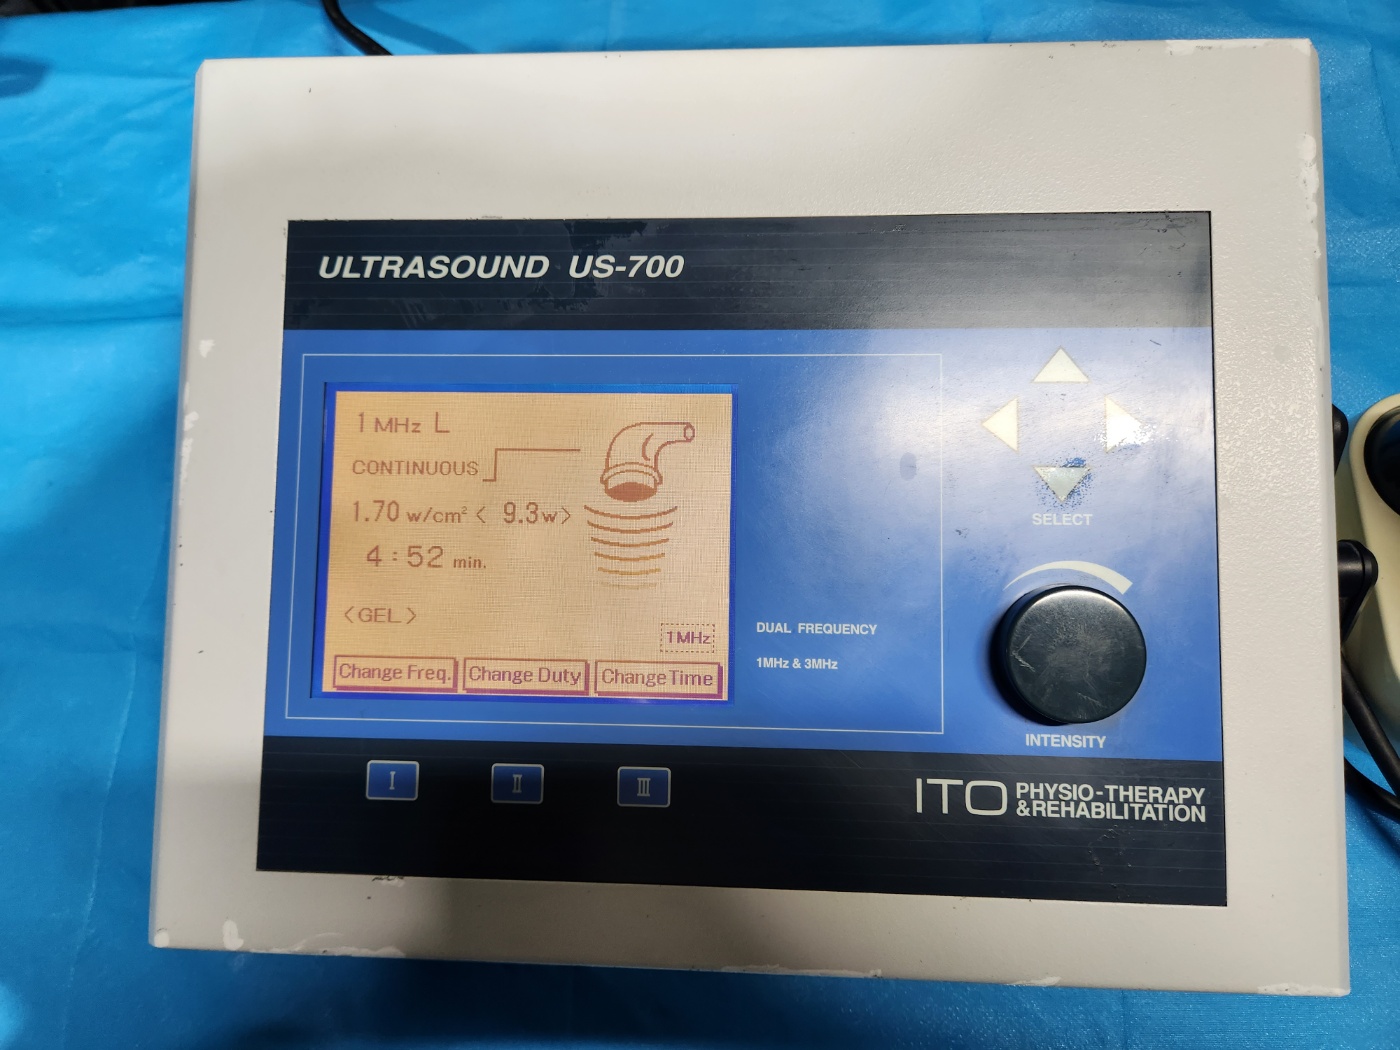 ULTRASOUND US-700
1 MHz L
CONTINUOUS
1.70 w/cm² < 9.3w>
4 : 52 min.
<GEL>
1MHz
Change Freq. Change Duty Change Time
DUAL FREQUENCY
1MHz & 3MHz
SELECT
INTENSITY
I II III
ITO PHYSIO-THERAPY
&REHABILITATION